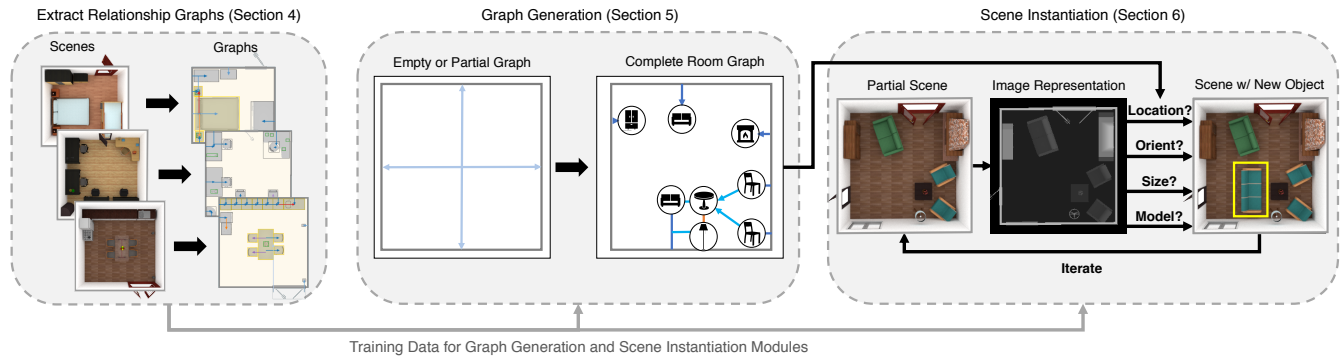 Extract Relationship Graphs (Section 4)
Scenes
Graphs
Graph Generation (Section 5)
Empty or Partial Graph
Complete Room Graph
Scene Instantiation (Section 6)
Partial Scene
Image Representation
Scene w/ New Object
Location?
Orient?
Size?
Model?
Iterate
Training Data for Graph Generation and Scene Instantiation Modules